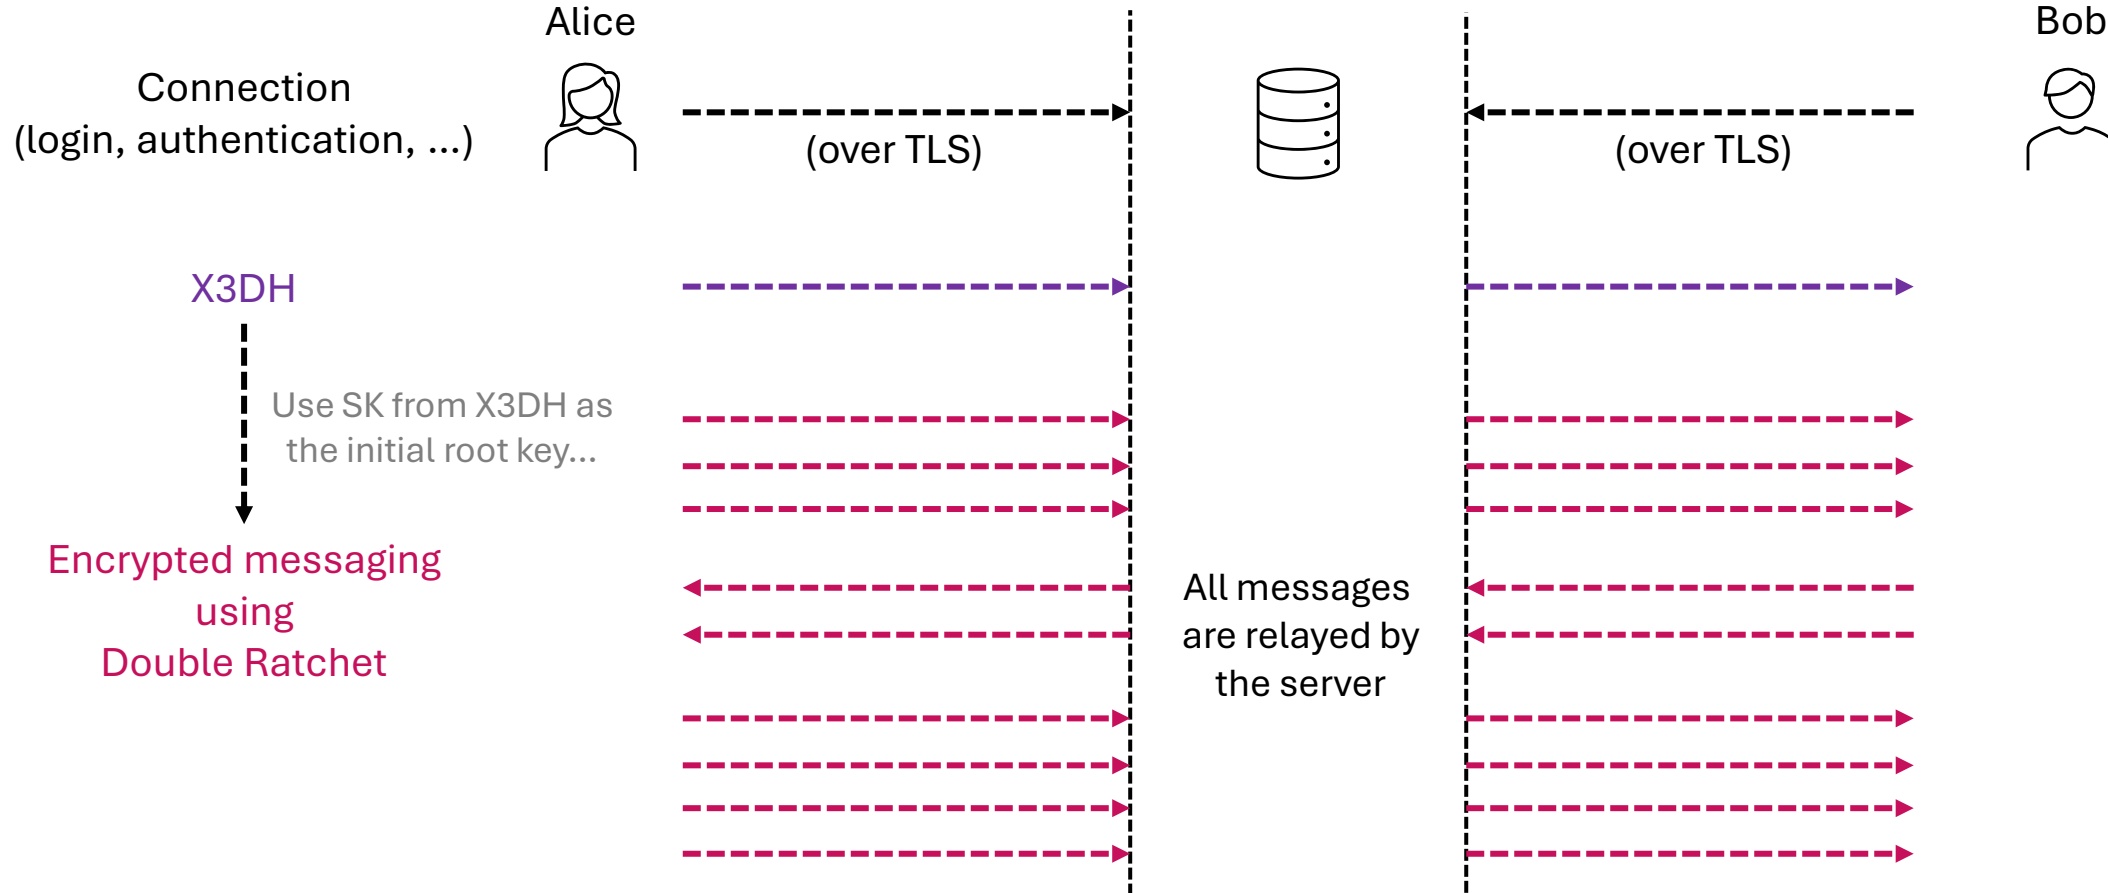 Alice
Bob
Connection
(login, authentication, ...)
(over TLS)
(over TLS)
X3DH
Use SK from X3DH as
the initial root key...
Encrypted messaging
using
Double Ratchet
All messages
are relayed by
the server